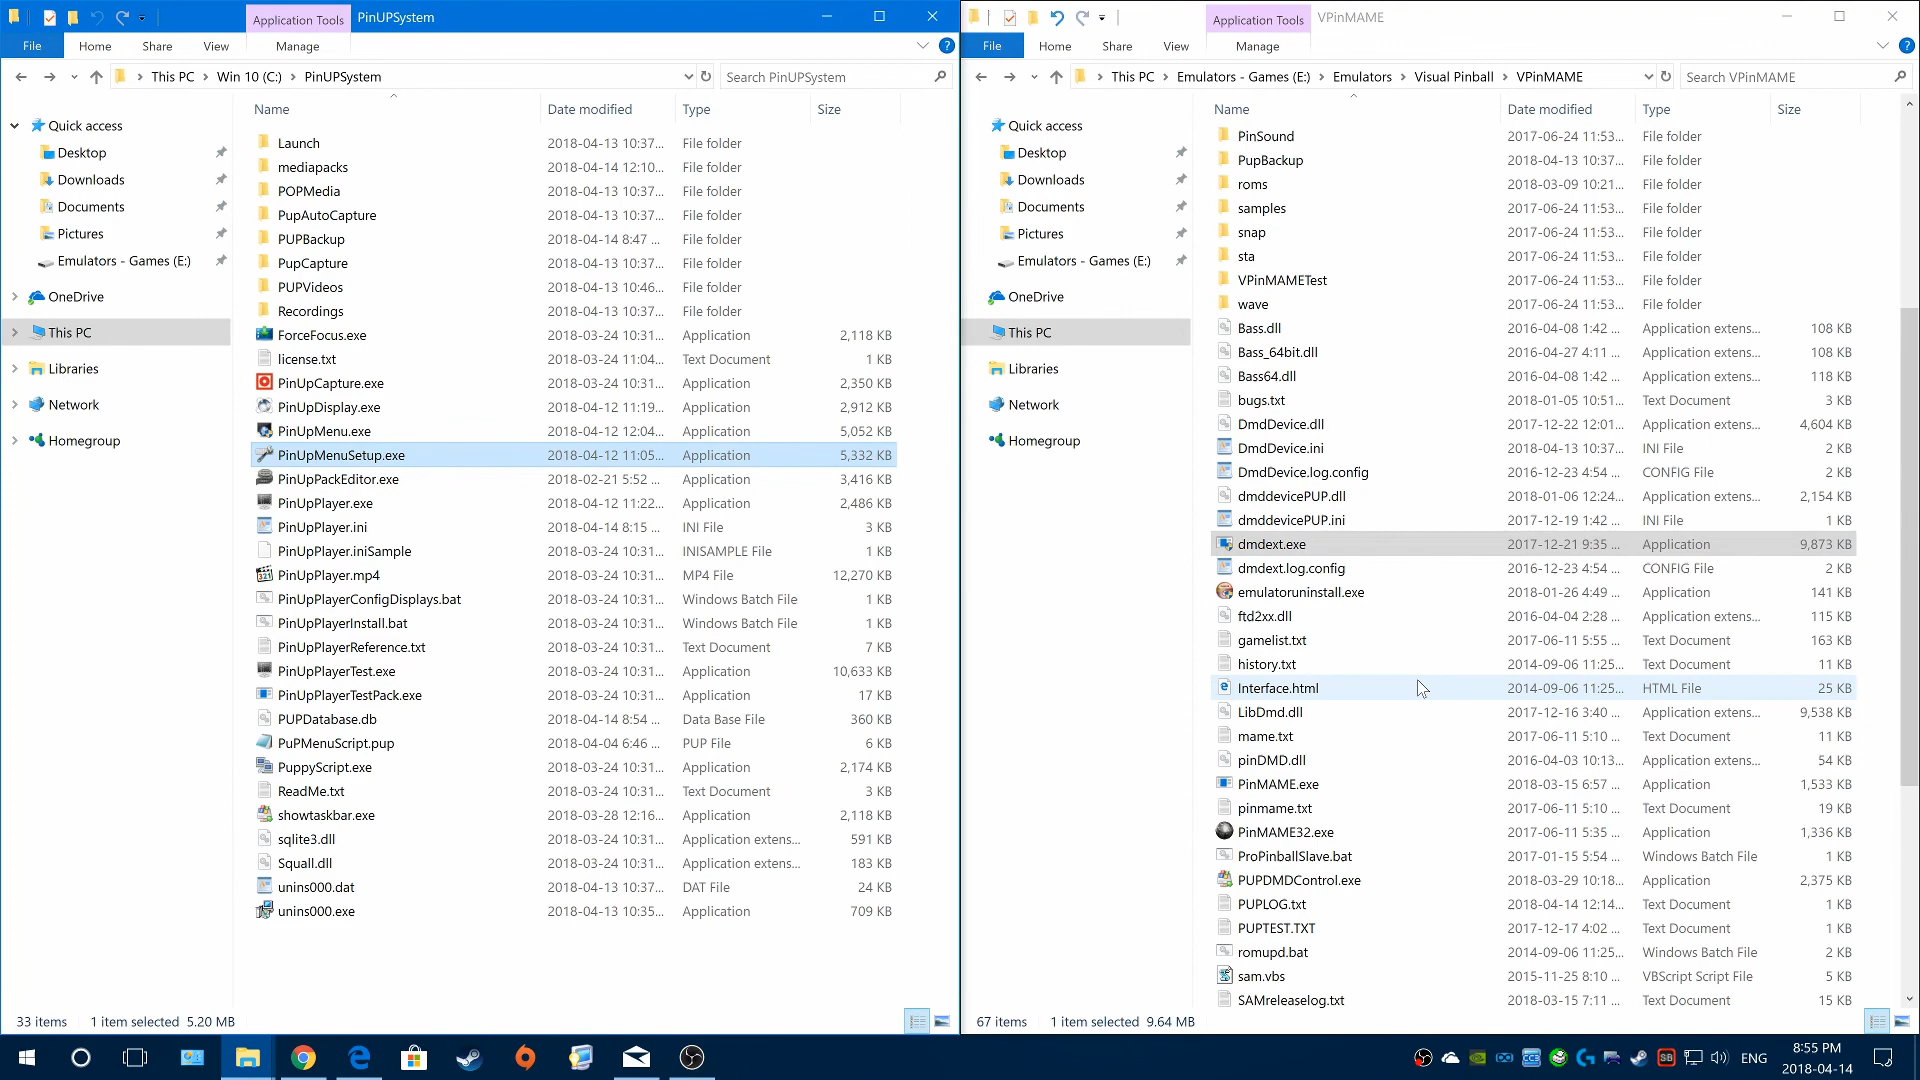 Application Tools PinUPSystem
File Home Share View Manage
This PC Win 10 (C:) PinUPSystem Search PinUPSystem
Quick access
Desktop
Downloads
Documents
Pictures
Emulators - Games (E:)
OneDrive
This PC
Libraries
Network
Homegroup
Name Date modified Type Size
Launch 2018-04-13 10:37... File folder
mediapacks 2018-04-14 12:10... File folder
POPMedia 2018-04-13 10:37... File folder
PupAutoCapture 2018-04-13 10:37... File folder
PUPBackup 2018-04-14 8:47 ... File folder
PupCapture 2018-04-13 10:37... File folder
PUPVideos 2018-04-13 10:46... File folder
Recordings 2018-04-13 10:37... File folder
ForceFocus.exe 2018-03-24 10:31... Application 2,118 KB
license.txt 2018-03-24 11:04... Text Document 1 KB
PinUpCapture.exe 2018-03-24 10:31... Application 2,350 KB
PinUpDisplay.exe 2018-04-12 11:19... Application 2,912 KB
PinUpMenu.exe 2018-04-12 12:04... Application 5,052 KB
PinUpMenuSetup.exe 2018-04-12 11:05... Application 5,332 KB
PinUpPackEditor.exe 2018-02-21 5:52 ... Application 3,416 KB
PinUpPlayer.exe 2018-04-12 11:22... Application 2,486 KB
PinUpPlayer.ini 2018-04-14 8:15 ... INI File 3 KB
PinUpPlayer.iniSample 2018-03-24 10:31... INISAMPLE File 1 KB
PinUpPlayer.mp4 2018-03-24 10:31... MP4 File 12,270 KB
PinUpPlayerConfigDisplays.bat 2018-03-24 10:31... Windows Batch File 1 KB
PinUpPlayerInstall.bat 2018-03-24 10:31... Windows Batch File 1 KB
PinUpPlayerReference.txt 2018-03-24 10:31... Text Document 7 KB
PinUpPlayerTest.exe 2018-03-24 10:31... Application 10,633 KB
PinUpPlayerTestPack.exe 2018-03-24 10:31... Application 17 KB
PUPDatabase.db 2018-04-14 8:54 ... Data Base File 360 KB
PuPMenuScript.pup 2018-04-04 6:46 ... PUP File 6 KB
PuppyScript.exe 2018-03-24 10:31... Application 2,174 KB
ReadMe.txt 2018-03-24 10:31... Text Document 3 KB
showtaskbar.exe 2018-03-28 12:16... Application 2,118 KB
sqlite3.dll 2018-03-24 10:31... Application extens... 591 KB
Squall.dll 2018-03-24 10:31... Application extens... 183 KB
unins000.dat 2018-04-13 10:37... DAT File 24 KB
unins000.exe 2018-04-13 10:35... Application 709 KB
33 items 1 item selected 5.20 MB
Application Tools VPinMAME
File Home Share View Manage
This PC Emulators - Games (E:) Emulators Visual Pinball VPinMAME Search VPinMAME
Quick access
Desktop
Downloads
Documents
Pictures
Emulators - Games (E:)
OneDrive
This PC
Libraries
Network
Homegroup
Name Date modified Type Size
PinSound 2017-06-24 11:53... File folder
PupBackup 2018-04-13 10:37... File folder
roms 2018-03-09 10:21... File folder
samples 2017-06-24 11:53... File folder
snap 2017-06-24 11:53... File folder
sta 2017-06-24 11:53... File folder
VPinMAMETest 2017-06-24 11:53... File folder
wave 2017-06-24 11:53... File folder
Bass.dll 2016-04-08 1:42 ... Application extens... 108 KB
Bass_64bit.dll 2016-04-27 4:11 ... Application extens... 108 KB
Bass64.dll 2016-04-08 1:42 ... Application extens... 118 KB
bugs.txt 2018-01-05 10:51... Text Document 3 KB
DmdDevice.dll 2017-12-22 12:01... Application extens... 4,604 KB
DmdDevice.ini 2018-04-13 10:37... INI File 2 KB
DmdDevice.log.config 2016-12-23 4:54 ... CONFIG File 2 KB
dmddevicePUP.dll 2018-01-06 12:24... Application extens... 2,154 KB
dmddevicePUP.ini 2017-12-19 1:42 ... INI File 1 KB
dmdext.exe 2017-12-21 9:35 ... Application 9,873 KB
dmdext.log.config 2016-12-23 4:54 ... CONFIG File 2 KB
emulatoruninstall.exe 2018-01-26 4:49 ... Application 141 KB
ftd2xx.dll 2016-04-04 2:28 ... Application extens... 115 KB
gamelist.txt 2017-06-11 5:55 ... Text Document 163 KB
history.txt 2014-09-06 11:25... Text Document 11 KB
Interface.html 2014-09-06 11:25... HTML File 25 KB
LibDmd.dll 2017-12-16 3:40 ... Application extens... 9,538 KB
mame.txt 2017-06-11 5:10 ... Text Document 11 KB
pinDMD.dll 2016-04-03 10:13... Application extens... 54 KB
PinMAME.exe 2018-03-15 6:57 ... Application 1,533 KB
pinmame.txt 2017-06-11 5:10 ... Text Document 19 KB
PinMAME32.exe 2017-06-11 5:35 ... Application 1,336 KB
ProPinballSlave.bat 2017-01-15 5:54 ... Windows Batch File 1 KB
PUPDMDControl.exe 2018-03-29 10:18... Application 2,375 KB
PUPLOG.txt 2018-04-14 12:14... Text Document 1 KB
PUPTEST.TXT 2017-12-17 4:02 ... Text Document 1 KB
romupd.bat 2014-09-06 11:25... Windows Batch File 2 KB
sam.vbs 2015-11-25 8:10 ... VBScript Script File 5 KB
SAMreleaselog.txt 2018-03-15 7:11 ... Text Document 15 KB
67 items 1 item selected 9.64 MB
ENG 8:55 PM
2018-04-14